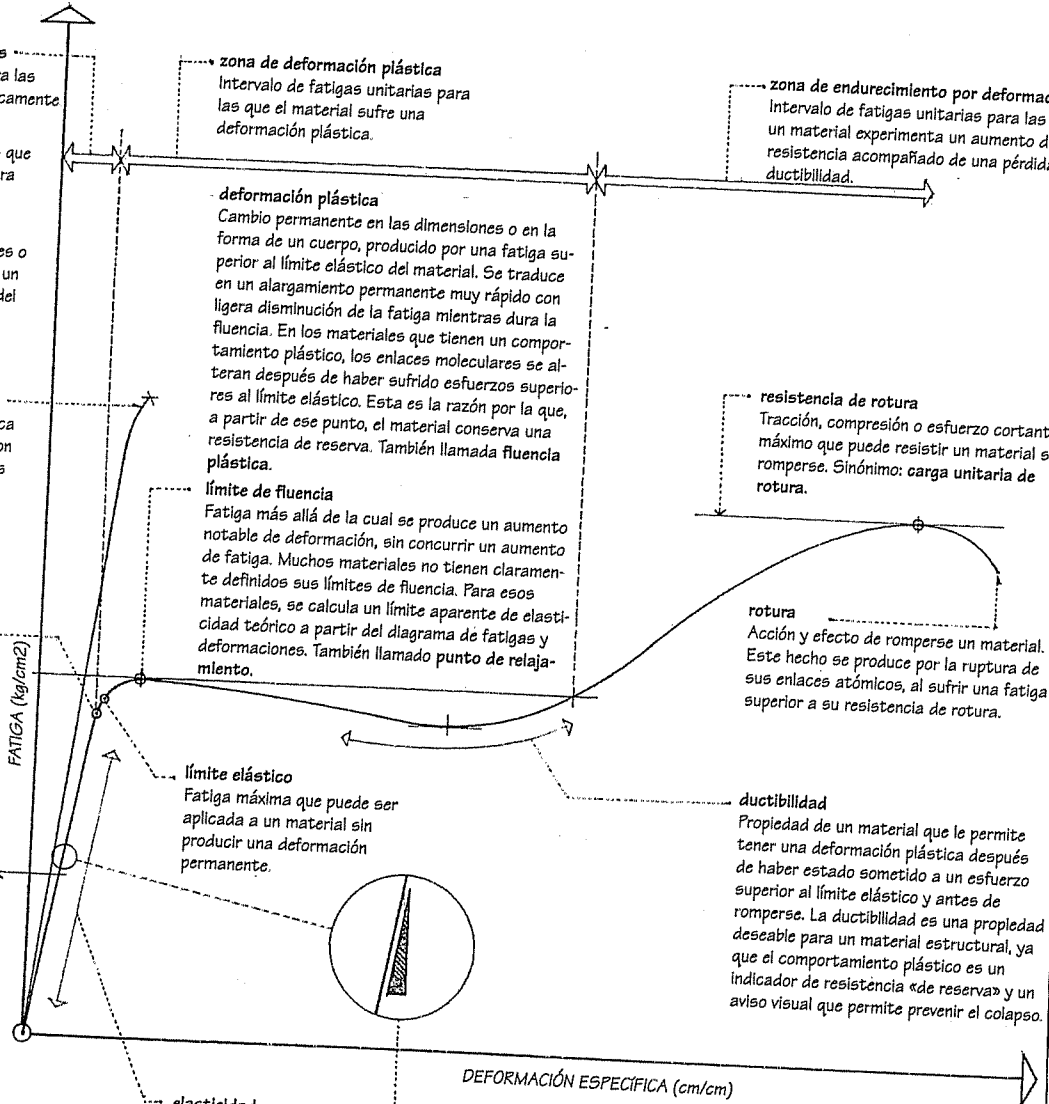 s
a las
camente
que
ra
es o
un
del
ca
on
s
zona de deformación plástica
Intervalo de fatigas unitarias para
las que el material sufre una
deformación plástica.
zona de endurecimiento por deformac
Intervalo de fatigas unitarias para las
un material experimenta un aumento d
resistencia acompañado de una pérdida
ductibilidad.
deformación plástica
Cambio permanente en las dimensiones o en la
forma de un cuerpo, producido por una fatiga su-
perior al límite elástico del material. Se traduce
en un alargamiento permanente muy rápido con
ligera disminución de la fatiga mientras dura la
fluencia. En los materiales que tienen un compor-
tamiento plástico, los enlaces moleculares se al-
teran después de haber sufrido esfuerzos superio-
res al límite elástico. Esta es la razón por la que,
a partir de ese punto, el material conserva una
resistencia de reserva. También llamada fluencia
plástica.
límite de fluencia
Fatiga más allá de la cual se produce un aumento
notable de deformación, sin concurrir un aumento
de fatiga. Muchos materiales no tienen claramen-
te definidos sus límites de fluencia. Para esos
materiales, se calcula un límite aparente de elasti-
cidad teórico a partir del diagrama de fatigas y
deformaciones. También llamado punto de relaja-
miento.
resistencia de rotura
Tracción, compresión o esfuerzo cortant
máximo que puede resistir un material s
romperse. Sinónimo: carga unitaria de
rotura.
rotura
Acción y efecto de romperse un material.
Este hecho se produce por la ruptura de
sus enlaces atómicos, al sufrir una fatiga
superior a su resistencia de rotura.
FATIGA (kg/cm2)
límite elástico
Fatiga máxima que puede ser
aplicada a un material sin
producir una deformación
permanente.
ductibilidad
Propiedad de un material que le permite
tener una deformación plástica después
de haber estado sometido a un esfuerzo
superior al límite elástico y antes de
romperse. La ductibilidad es una propiedad
deseable para un material estructural, ya
que el comportamiento plástico es un
indicador de resistencia «de reserva» y un
aviso visual que permite prevenir el colapso.
DEFORMACIÓN ESPECÍFICA (cm/cm)